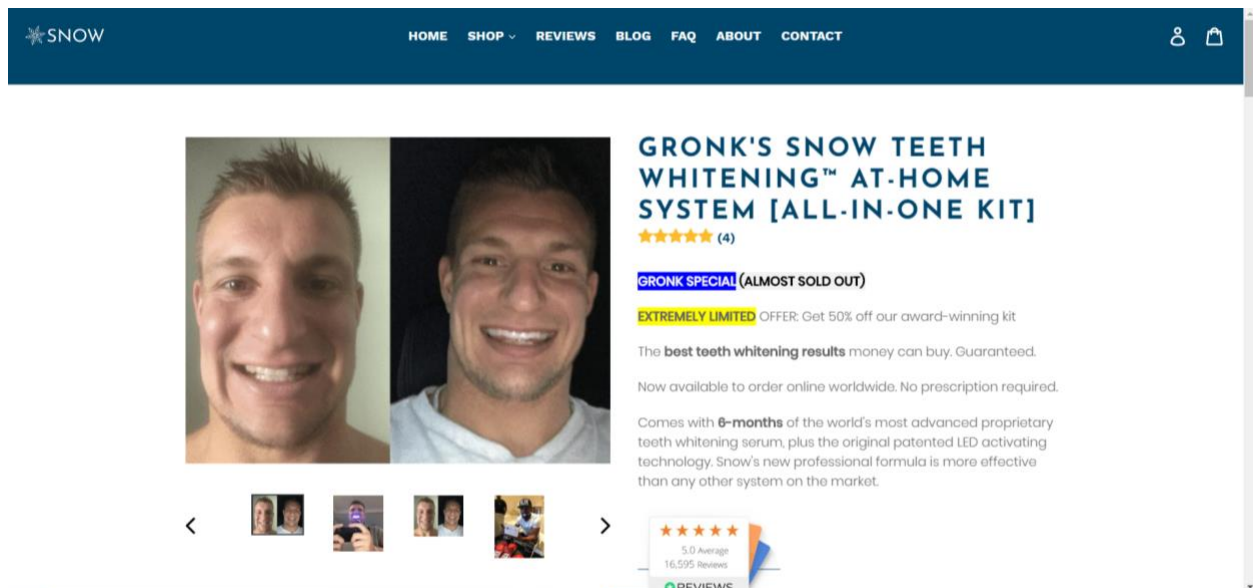 SNOW
HOME SHOP REVIEWS BLOG FAQ ABOUT CONTACT
GRONK'S SNOW TEETH
WHITENING™ AT-HOME
SYSTEM [ALL-IN-ONE KIT]
(4)
GRONK SPECIAL (ALMOST SOLD OUT)
EXTREMELY LIMITED OFFER: Get 50% off our award-winning kit
The best teeth whitening results money can buy. Guaranteed.
Now available to order online worldwide. No prescription required.
Comes with 6-months of the world's most advanced proprietary
teeth whitening serum, plus the original patented LED activating
technology. Snow's new professional formula is more effective
than any other system on the market.
5.0 Average
16,595 Reviews
REVIEWS